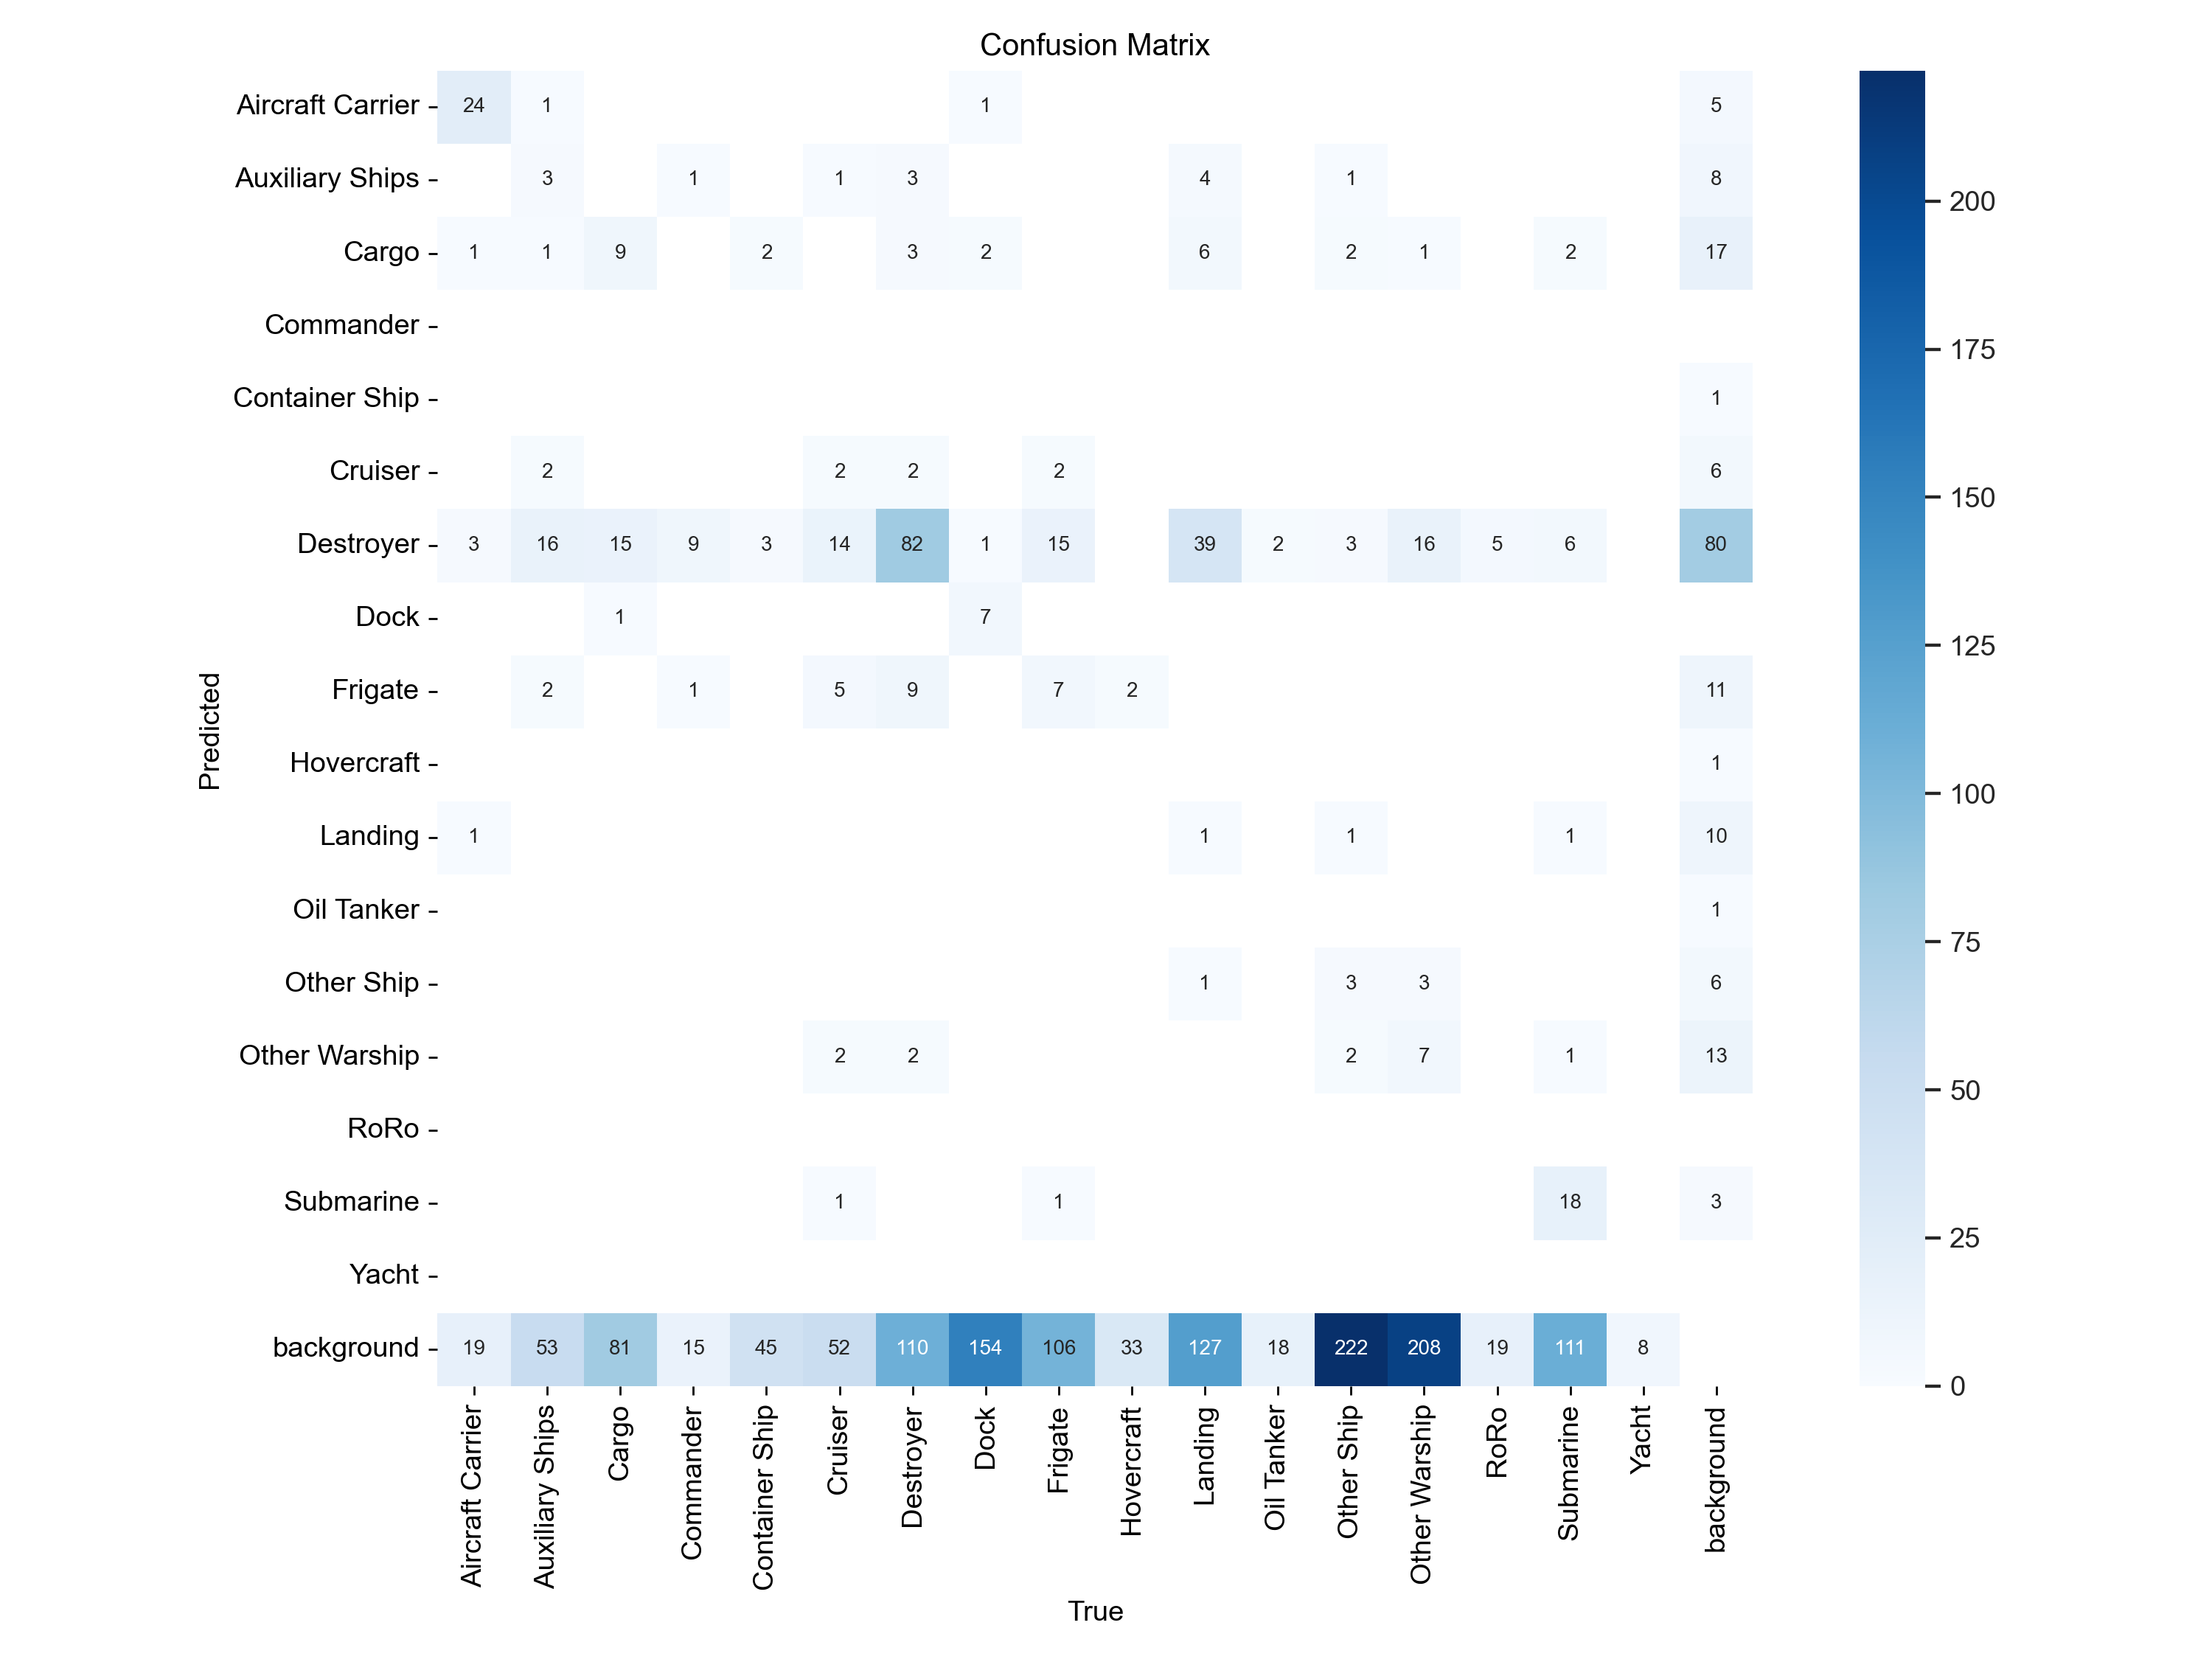 Confusion Matrix
Aircraft Carrier 24 1 1 5
Auxiliary Ships 3 1 1 3 4 1 8
Cargo 1 1 9 2 3 2 6 2 1 2 17
Commander
Container Ship 1
Cruiser 2 2 2 2 6
Destroyer 3 16 15 9 3 14 82 1 15 39 2 3 16 5 6 80
Dock 1 7
Frigate 2 1 5 9 7 2 11
Hovercraft 1
Landing 1 1 1 1 10
Oil Tanker 1
Other Ship 1 3 3 6
Other Warship 2 2 2 7 1 13
RoRo
Submarine 1 1 18 3
Yacht
background 19 53 81 15 45 52 110 154 106 33 127 18 222 208 19 111 8
Predicted
Aircraft Carrier
Auxiliary Ships
Cargo
Commander
Container Ship
Cruiser
Destroyer
Dock
Frigate
Hovercraft
Landing
Oil Tanker
Other Ship
Other Warship
RoRo
Submarine
Yacht
background
True
200
175
150
125
100
75
50
25
0